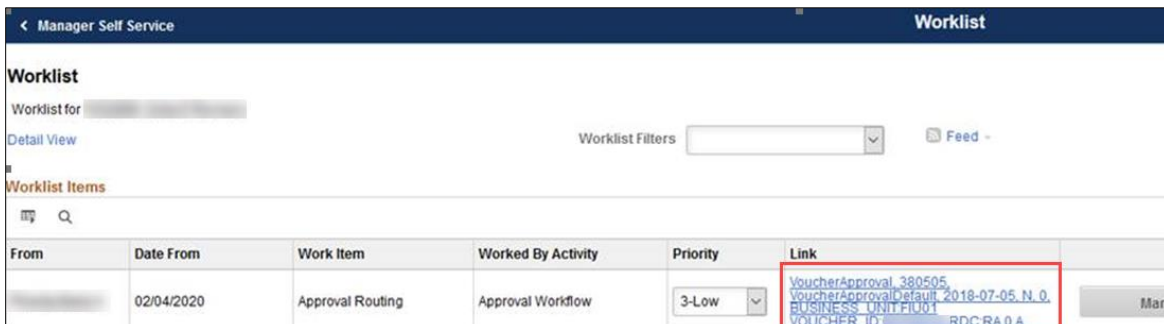 Manager Self Service
Worklist
Worklist
Worklist for
Detail View
Worklist Filters
Feed
Worklist Items
From Date From Work Item Worked By Activity Priority Link
02/04/2020 Approval Routing Approval Workflow 3-Low
VoucherApproval, 380505,
VoucherApprovalDefault, 2018-07-05, N, 0,
BUSINESS_UNIT:FIU01
VOUCHER_ID: RDC:RA,0,A
Mar